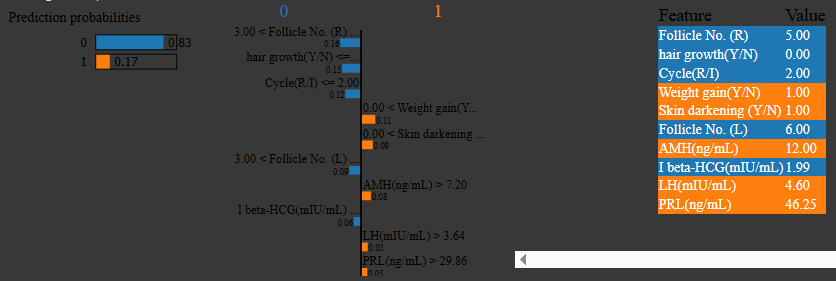 Prediction probabilities
0 0.83
1 0.17
0 1
3.00 < Follicle No. (R) ...
0.16
hair growth(Y/N) <=...
0.15
Cycle(R/I) <= 2.00
0.12
0.00 < Weight gain(Y...
0.11
0.00 < Skin darkening ...
0.09
3.00 < Follicle No. (L) ...
0.09
AMH(ng/mL) > 7.20
0.08
I beta-HCG(mIU/mL) ...
0.06
LH(mIU/mL) > 3.64
0.05
PRL(ng/mL) > 29.86
0.05
Feature Value
Follicle No. (R) 5.00
hair growth(Y/N) 0.00
Cycle(R/I) 2.00
Weight gain(Y/N) 1.00
Skin darkening (Y/N) 1.00
Follicle No. (L) 6.00
AMH(ng/mL) 12.00
I beta-HCG(mIU/mL) 1.99
LH(mIU/mL) 4.60
PRL(ng/mL) 46.25